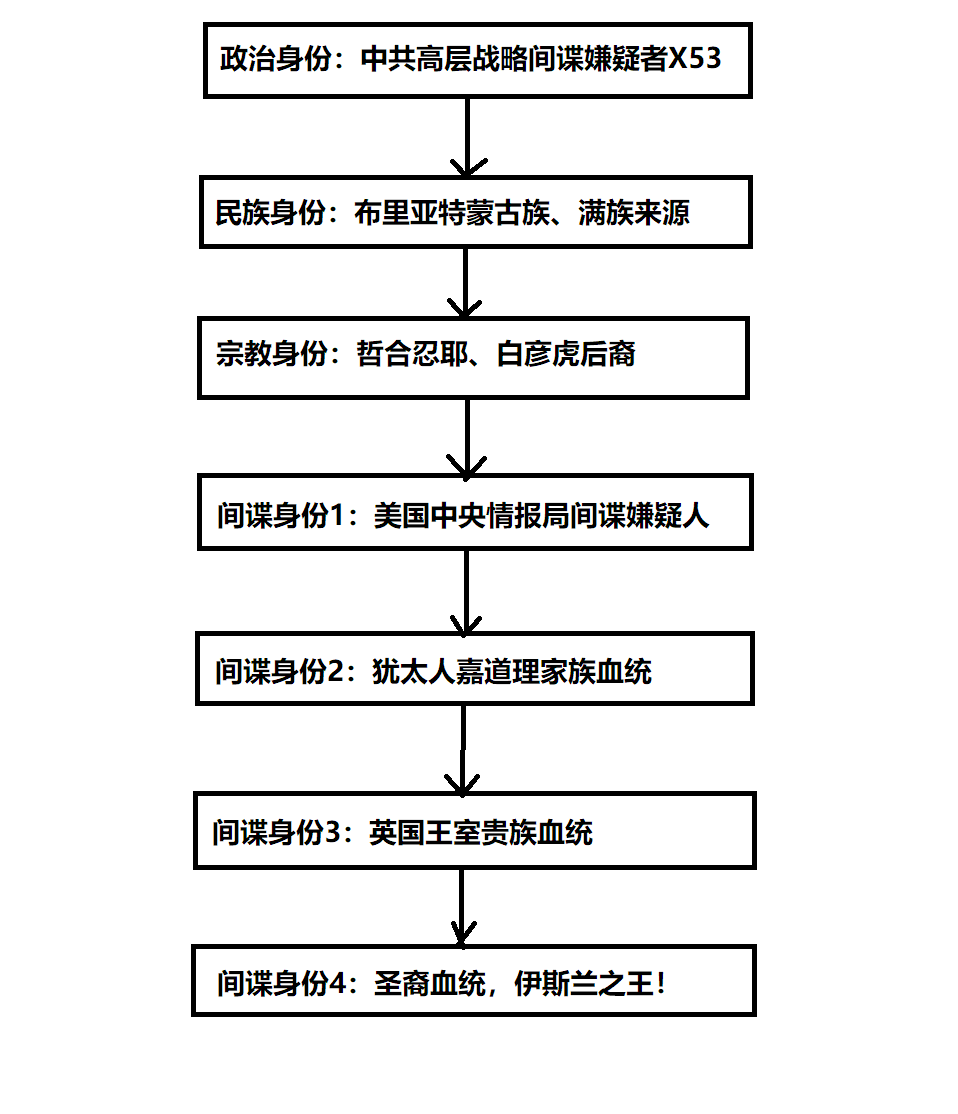 政治身份：中共高层战略间谍嫌疑者X53
民族身份：布里亚特蒙古族、满族来源
宗教身份：哲合忍耶、白彦虎后裔
间谍身份1：美国中央情报局间谍嫌疑人
间谍身份2：犹太人嘉道理家族血统
间谍身份3：英国王室贵族血统
间谍身份4：圣裔血统，伊斯兰之王！